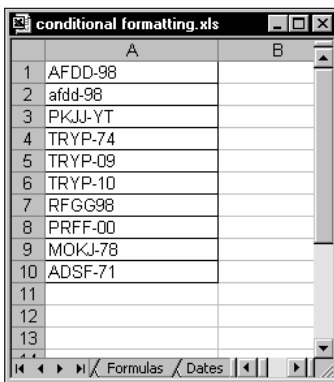 conditional formatting.xls
A B
1 AFDD-98
2 afdd-98
3 PKJJ-YT
4 TRYP-74
5 TRYP-09
6 TRYP-10
7 RFGG98
8 PRFF-00
9 MOKJ-78
10 ADSF-71
11
12
13
Formulas / Dates